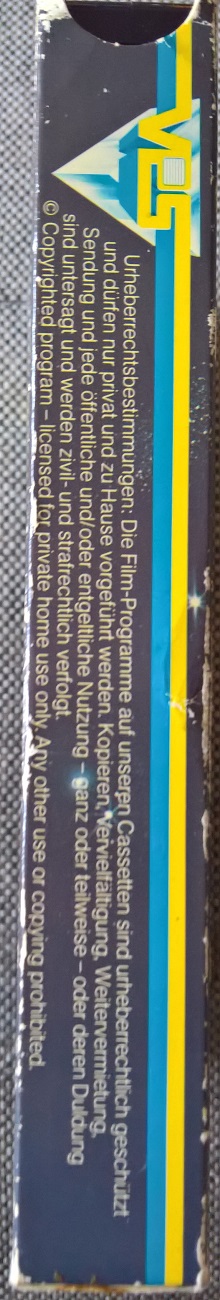 VPS
Urheberrechtsbestimmungen: Die Film-Programme auf unseren Cassetten sind urheberrechtlich geschützt
und dürfen nur privat und zu Hause vorgeführt werden. Kopieren, Vervielfältigung, Weitervermietung,
Sendung und jede öffentliche und/oder entgeltliche Nutzung – ganz oder teilweise – oder deren Duldung
sind untersagt und werden zivil- und strafrechtlich verfolgt.
© Copyrighted program – licensed for private home use only. Any other use or copying prohibited.